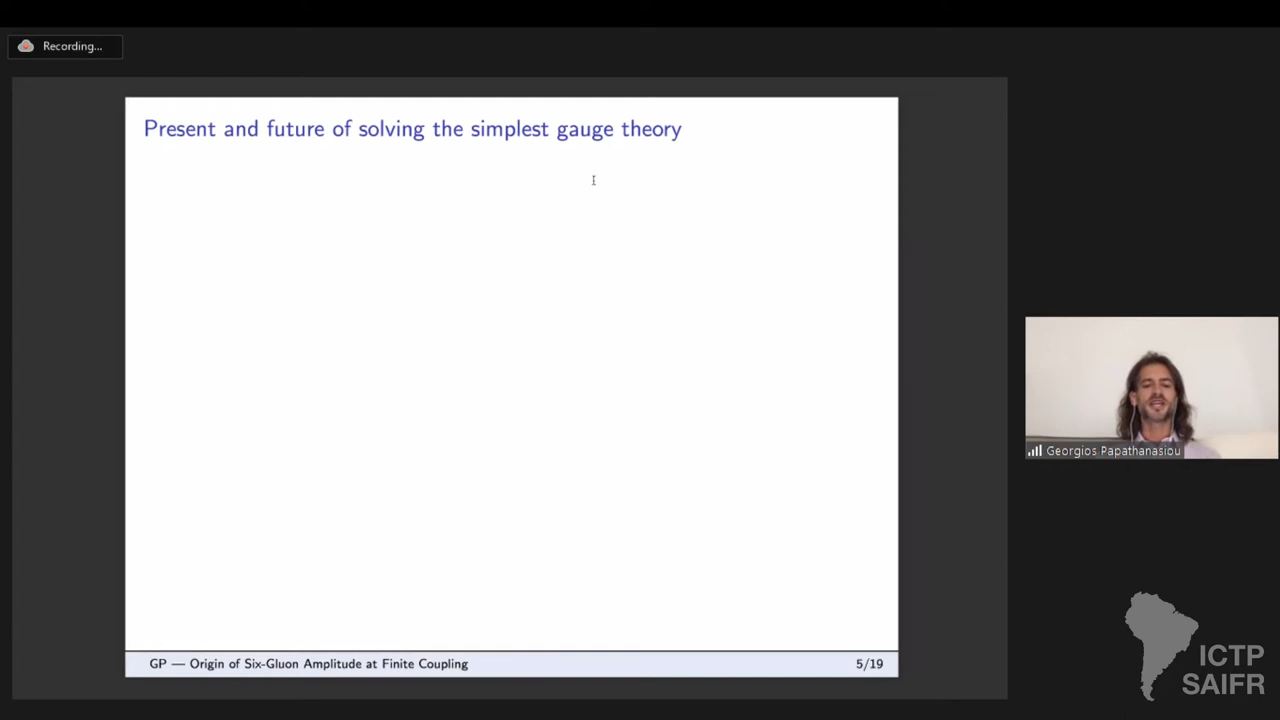 Recording...
Present and future of solving the simplest gauge theory
Georgios Papathanasiou
GP — Origin of Six-Gluon Amplitude at Finite Coupling
5/19
ICTP
SAIFR